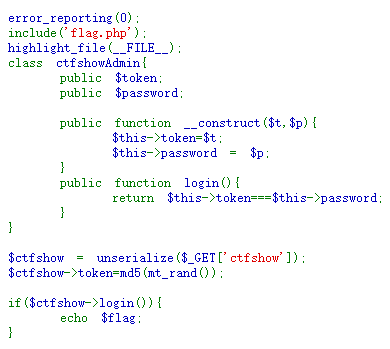 error_reporting(0);
include('flag.php');
highlight_file(__FILE__);
class ctfshowAdmin{
public $token;
public $password;
public function __construct($t,$p){
$this->token=$t;
$this->password = $p;
}
public function login(){
return $this->token===$this->password;
}
}
$ctfshow = unserialize($_GET['ctfshow']);
$ctfshow->token=md5(mt_rand());
if($ctfshow->login()){
echo $flag;
}